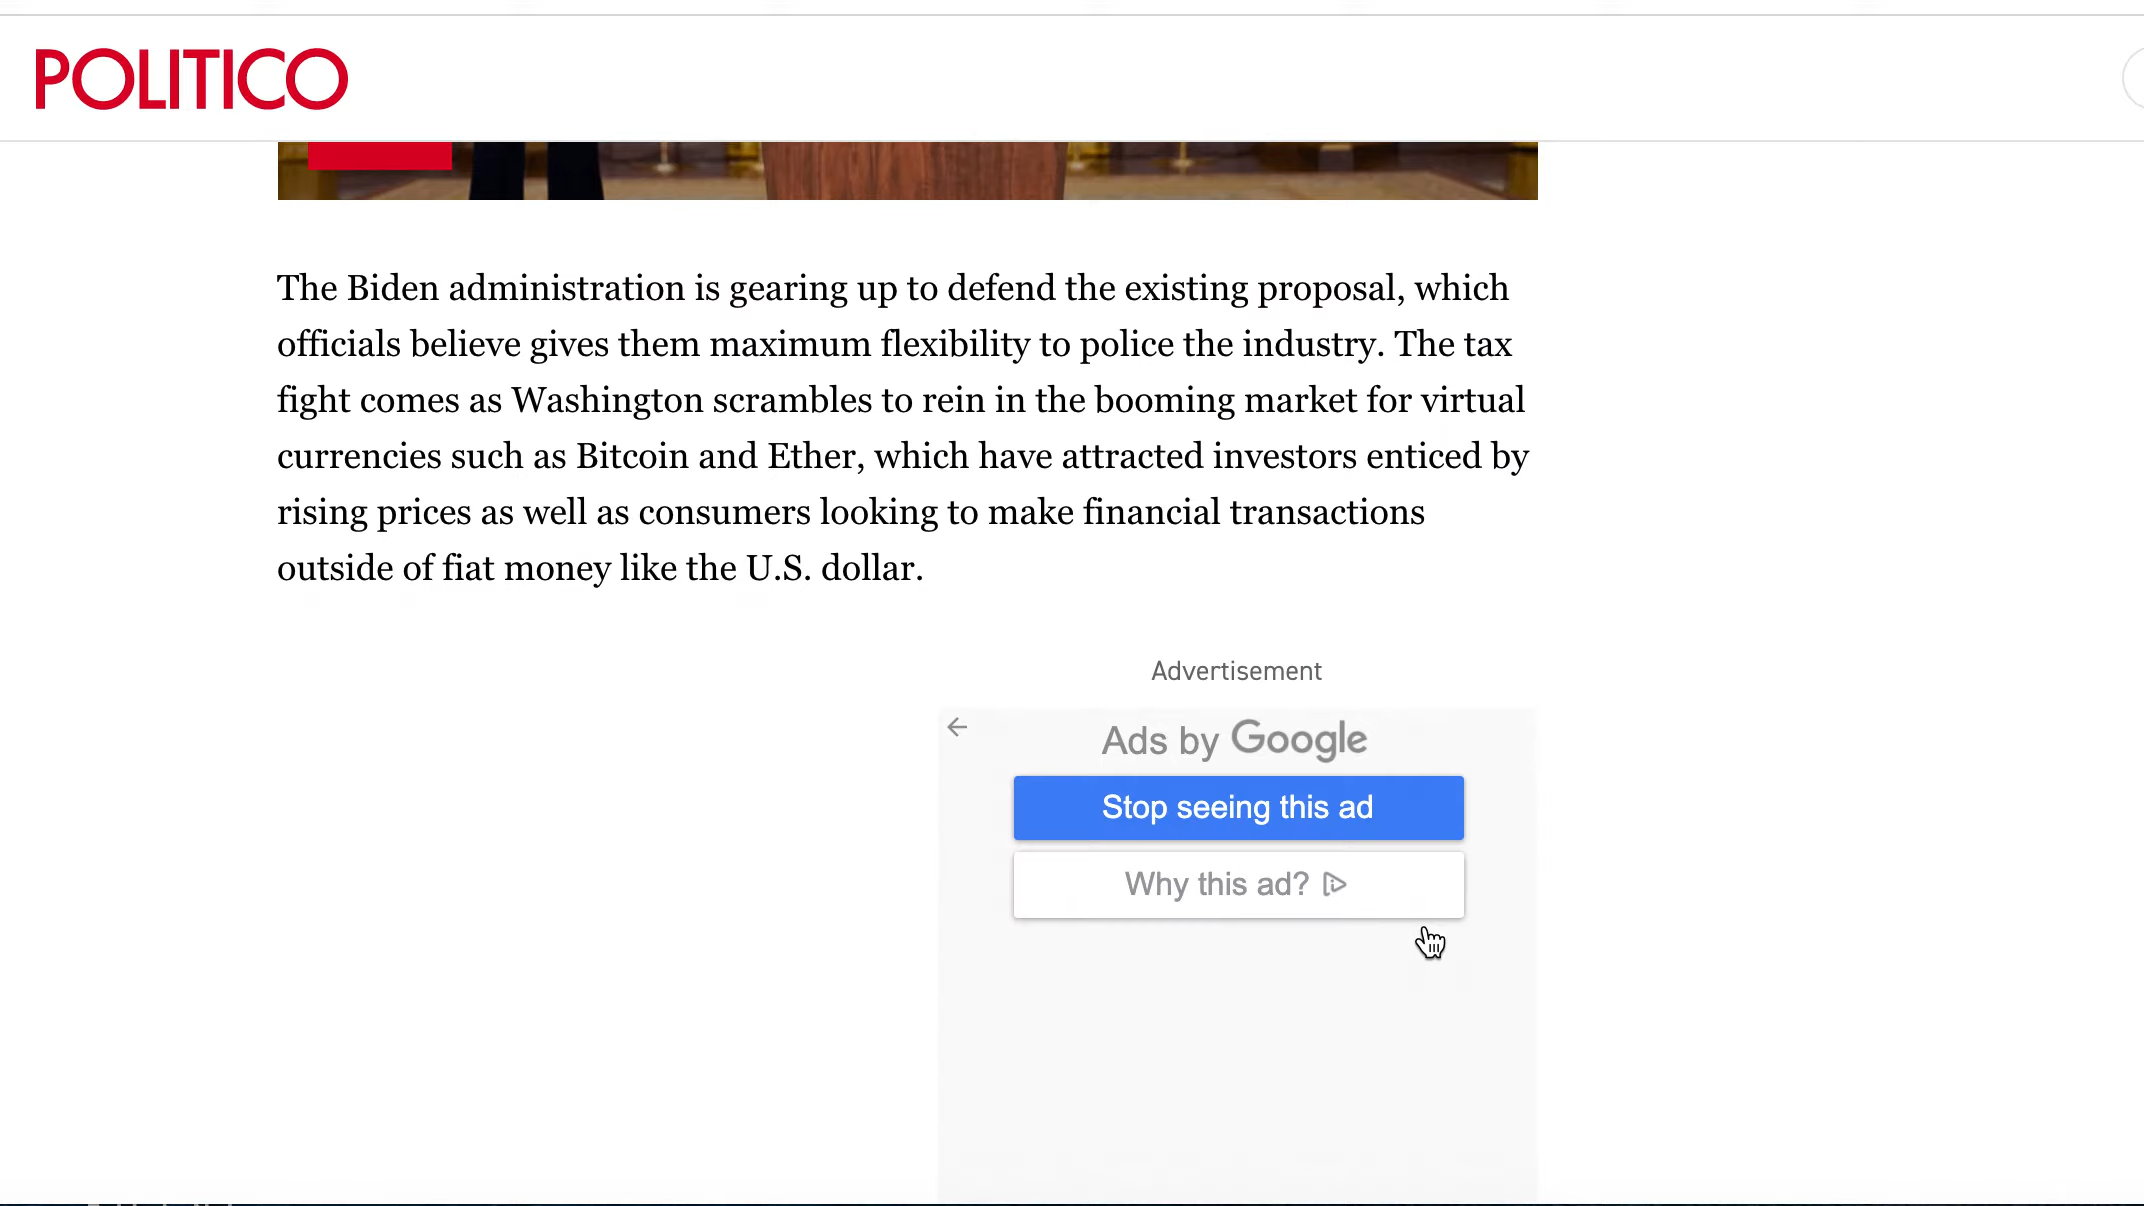 POLITICO
The Biden administration is gearing up to defend the existing proposal, which
officials believe gives them maximum flexibility to police the industry. The tax
fight comes as Washington scrambles to rein in the booming market for virtual
currencies such as Bitcoin and Ether, which have attracted investors enticed by
rising prices as well as consumers looking to make financial transactions
outside of fiat money like the U.S. dollar.
Advertisement
Ads by Google
Stop seeing this ad
Why this ad?